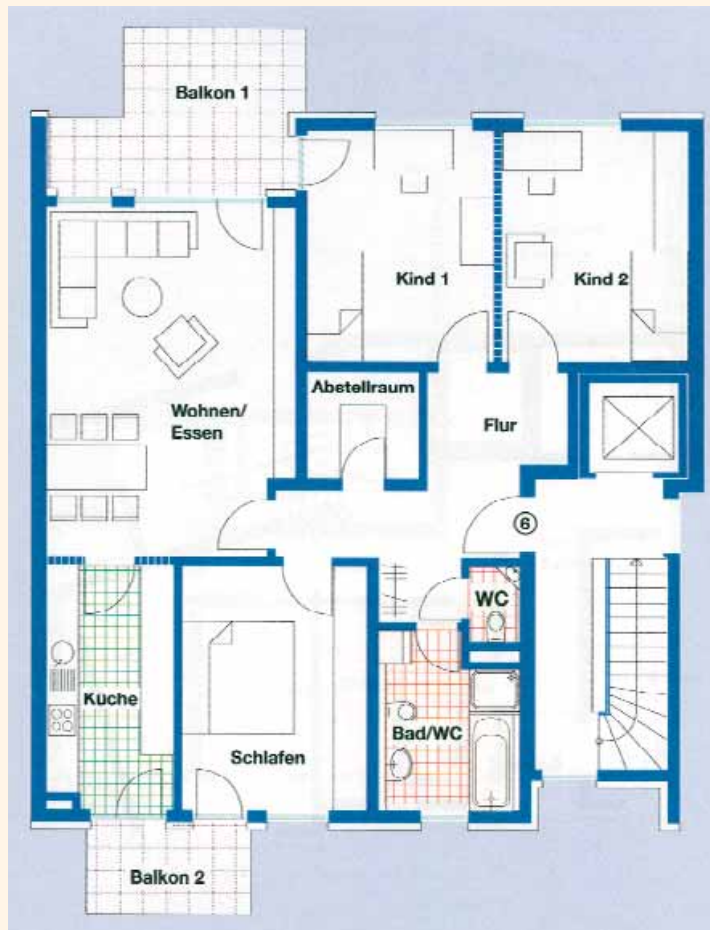 Balkon 1
Kind 1
Kind 2
Abstellraum
Wohnen/
Essen
Flur
6
WC
Küche
Bad/WC
Schlafen
Balkon 2